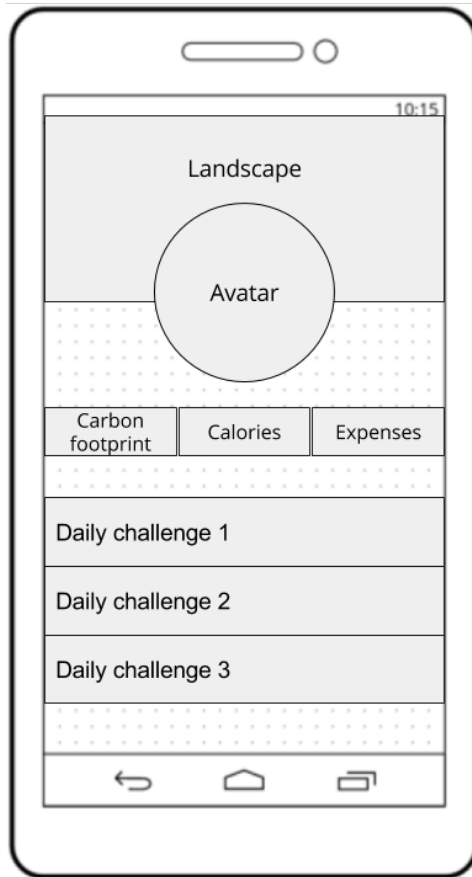 10:15
Landscape
Avatar
Carbon
footprint
Calories
Expenses
Daily challenge 1
Daily challenge 2
Daily challenge 3